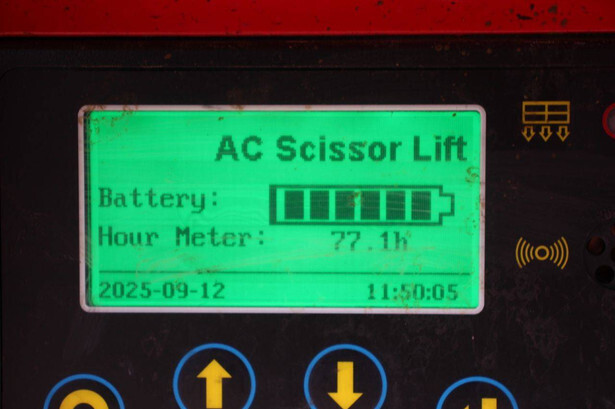 AC Scissor Lift
Battery:
Hour Meter: 77.1h
2025-09-12 11:50:05